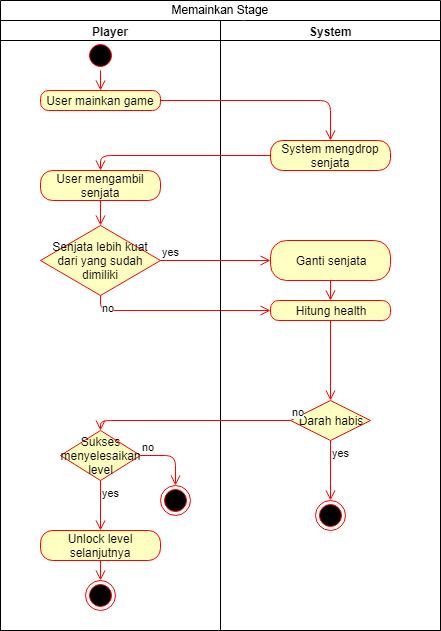 Memainkan Stage
Player
System
User mainkan game
System mengdrop
senjata
User mengambil
senjata
Senjata lebih kuat
dari yang sudah
dimiliki
yes
Ganti senjata
no
Hitung health
no
Darah habis
yes
Sukses
menyelesaikan
level
no
yes
Unlock level
selanjutnya